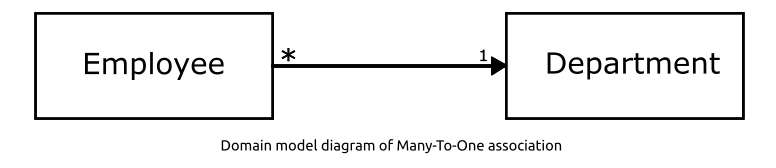 Employee
*
1
Department
Domain model diagram of Many-To-One association